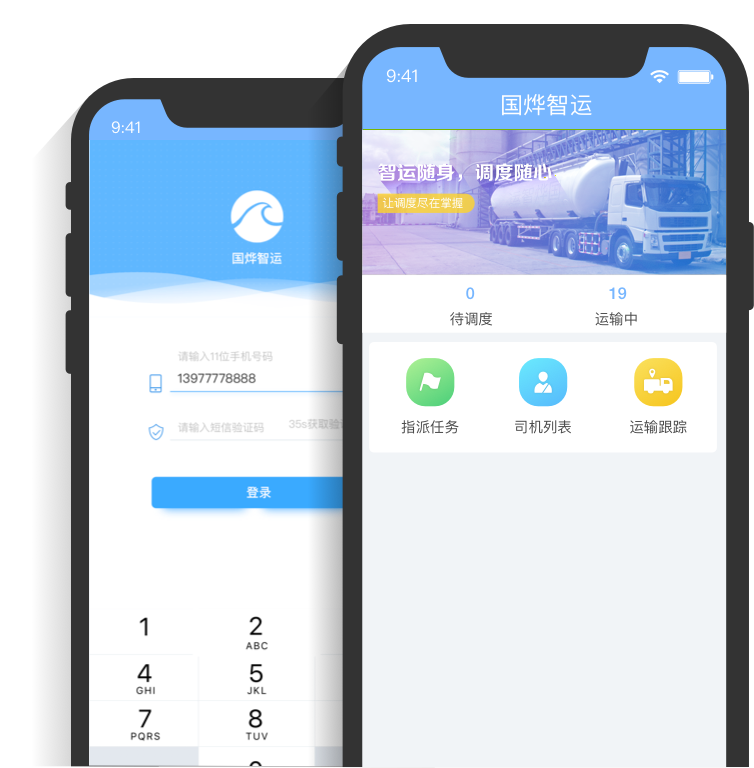 9:41
国烨智运
请输入11位手机号码
13977778888
请输入短信验证码
35s获取验
登录
1
2
ABC
4
GHI
5
JKL
7
PQRS
8
TUV
9:41
国烨智运
智运随身，调度随心
让调度尽在掌握
0
19
待调度
运输中
指派任务
司机列表
运输跟踪